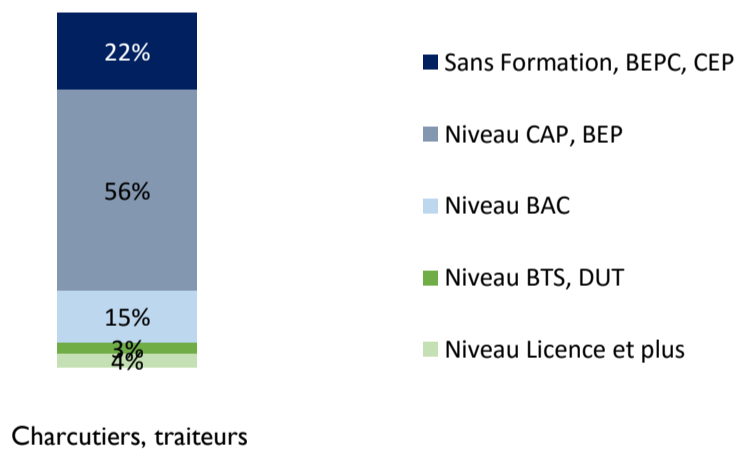 22%
56%
15%
3%
4%
Charcutiers, traiteurs
Sans Formation, BEPC, CEP
Niveau CAP, BEP
Niveau BAC
Niveau BTS, DUT
Niveau Licence et plus